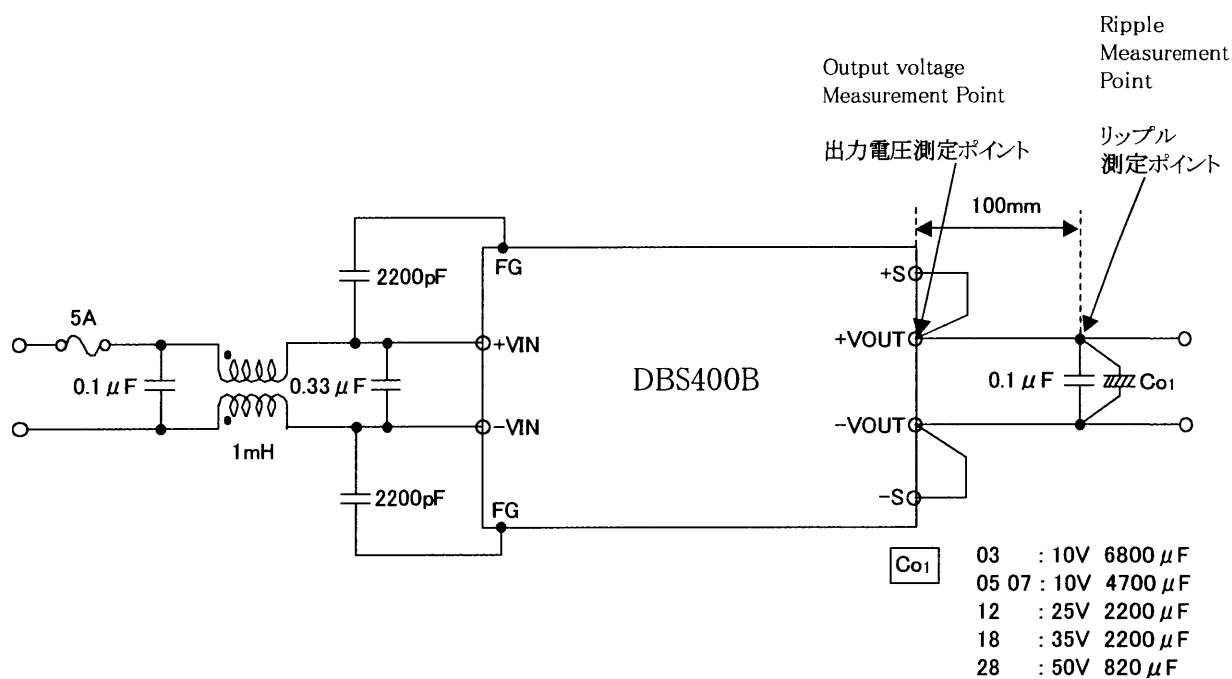 Ripple
Measurement
Point
Output voltage
Measurement Point
リップル
測定ポイント
出力電圧測定ポイント
100mm
FG
2200pF
+S
5A
+VIN
+VOUT
0.1μF
0.33μF
DBS400B
0.1μF
Co1
-VIN
-VOUT
1mH
2200pF
-S
FG
Co1
03 : 10V 6800μF
05 07 : 10V 4700μF
12 : 25V 2200μF
18 : 35V 2200μF
28 : 50V 820μF